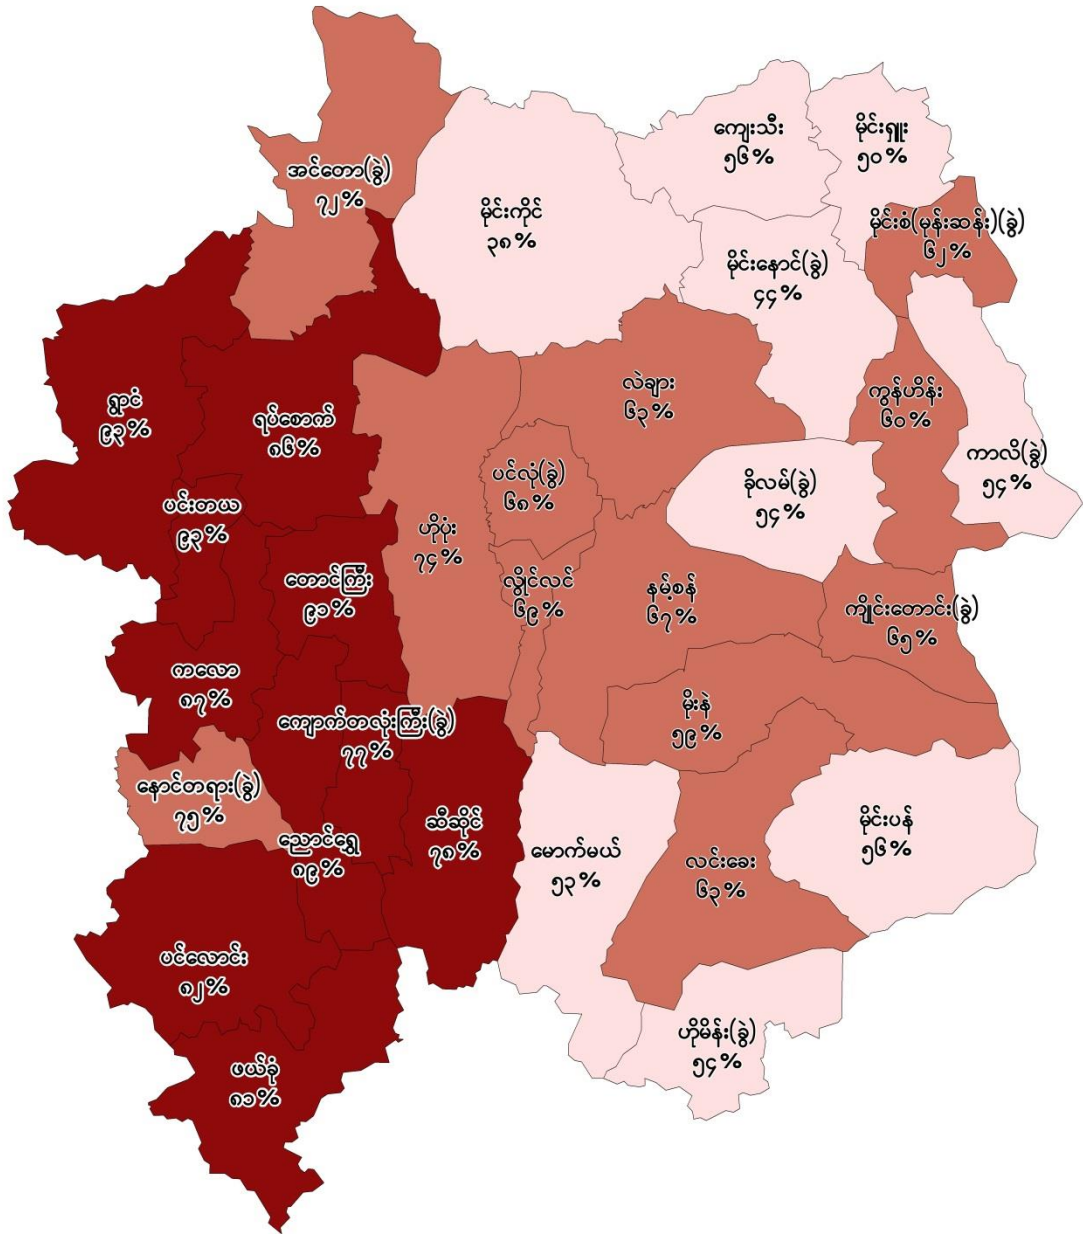 ကျေးသီး
၅၆%
မိုင်းရှူး
၅၀%
အင်တော(ခွဲ)
၇၂%
မိုင်းကိုင်
၃၈%
မိုင်းစံ(မုန်းဆန်း)(ခွဲ)
၆၂%
မိုင်းနောင်(ခွဲ)
၄၄%
ရွာငံ
၉၃%
ရပ်စောက်
၈၆%
လဲချား
၆၃%
ကွန်ဟိန်း
၆၀%
ကာလိ(ခွဲ)
၅၄%
ပင်လုံ(ခွဲ)
၆၈%
ခိုလမ်(ခွဲ)
၅၄%
ပင်းတယ
၉၃%
ဟိုပုံး
၇၄%
တောင်ကြီး
၉၁%
လွိုင်လင်
၆၉%
နမ့်စန်
၆၇%
ကျိုင်းတောင်း(ခွဲ)
၆၅%
ကလော
၈၇%
ကျောက်တလုံးကြီး(ခွဲ)
၇၇%
မိုးနဲ
၅၉%
နောင်တရား(ခွဲ)
၇၅%
ညောင်ရွှေ
၈၉%
ဆီဆိုင်
၇၈%
မောက်မယ်
၅၃%
လင်းခေး
၆၃%
မိုင်းပန်
၅၆%
ပင်လောင်း
၈၂%
ဟိုမိန်း(ခွဲ)
၅၄%
ဖယ်ခုံ
၈၁%